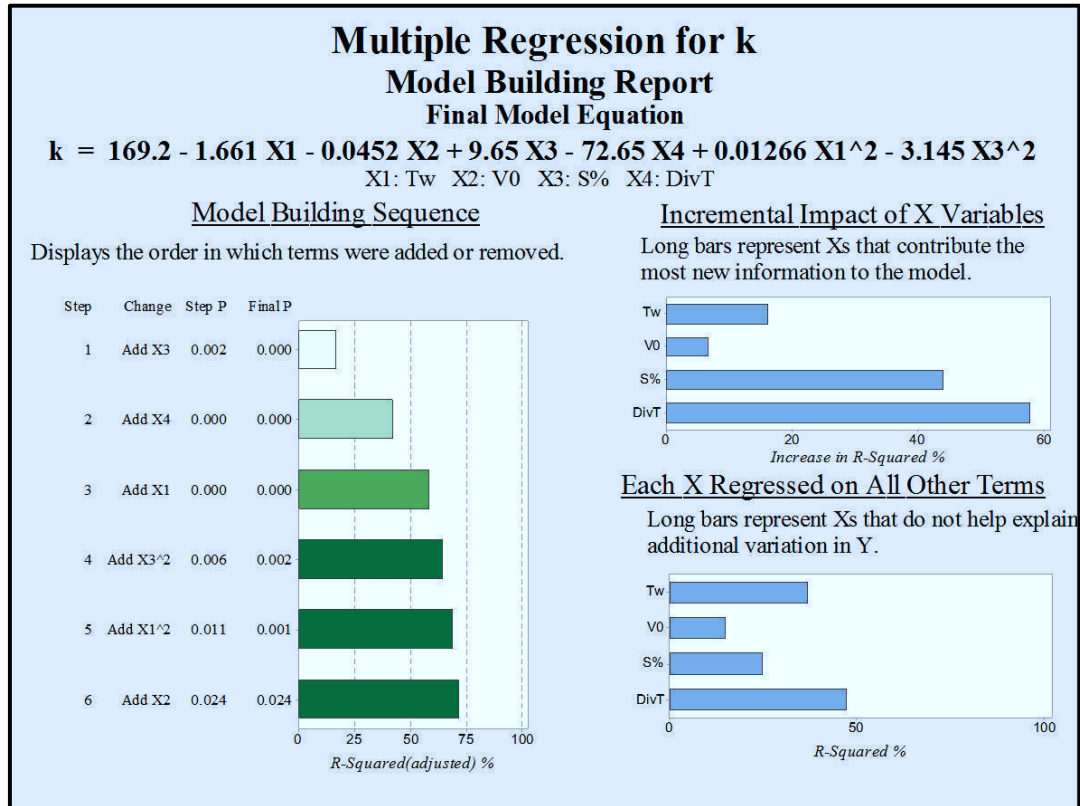 Multiple Regression for k
Model Building Report
Final Model Equation
k = 169.2 - 1.661 X1 - 0.0452 X2 + 9.65 X3 - 72.65 X4 + 0.01266 X1^2 - 3.145 X3^2
X1: Tw X2: V0 X3: S% X4: DivT
Model Building Sequence
Displays the order in which terms were added or removed.
Step Change Step P Final P
1 Add X3 0.002 0.000
2 Add X4 0.000 0.000
3 Add X1 0.000 0.000
4 Add X3^2 0.006 0.002
5 Add X1^2 0.011 0.001
6 Add X2 0.024 0.024
0 25 50 75 100
R-Squared(adjusted) %
Incremental Impact of X Variables
Long bars represent Xs that contribute the
most new information to the model.
Tw
V0
S%
DivT
0 20 40 60
Increase in R-Squared %
Each X Regressed on All Other Terms
Long bars represent Xs that do not help explain
additional variation in Y.
Tw
V0
S%
DivT
0 50 100
R-Squared %